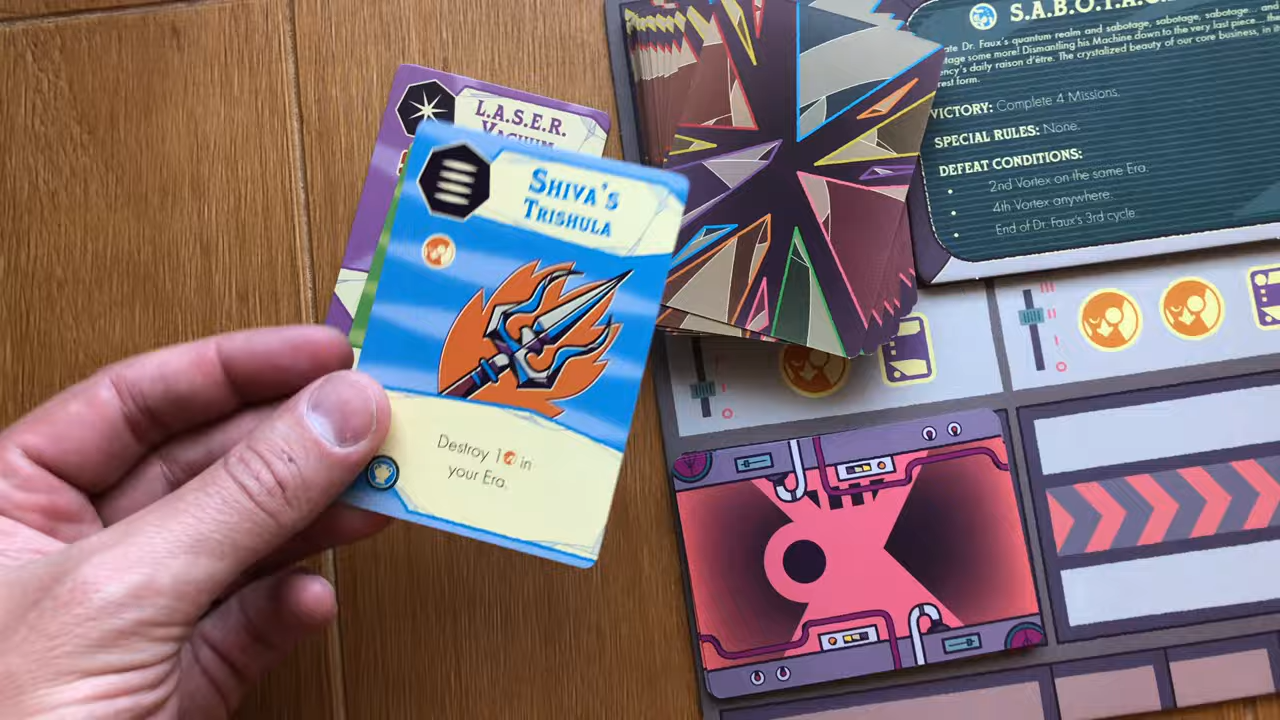 L.A.S.E.R.
VACUUM
SHIVA'S
TRISHULA
Destroy 1 in
your Era.
Dr. Faux's quantum realm and sabotage, sabotage, sabotage... and
some more! Dismantling his Machine down to the very last piece... th
daily raison d'être. The crystalized beauty of our core business, in i
form.
VICTORY: Complete 4 Missions.
SPECIAL RULES: None.
DEFEAT CONDITIONS:
• 2nd Vortex on the same Era.
• 4th Vortex anywhere.
• End of Dr. Faux's 3rd cycle